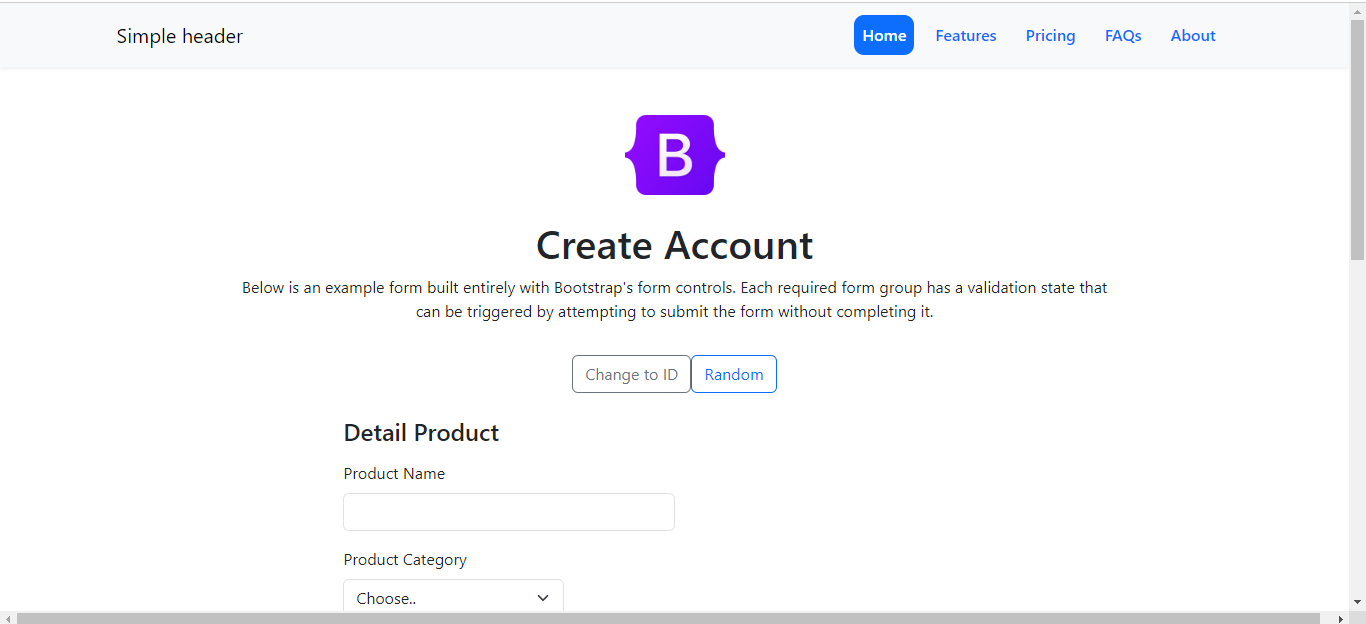 Simple header
Home Features Pricing FAQs About
B
Create Account
Below is an example form built entirely with Bootstrap's form controls. Each required form group has a validation state that
can be triggered by attempting to submit the form without completing it.
Change to ID Random
Detail Product
Product Name
Product Category
Choose..